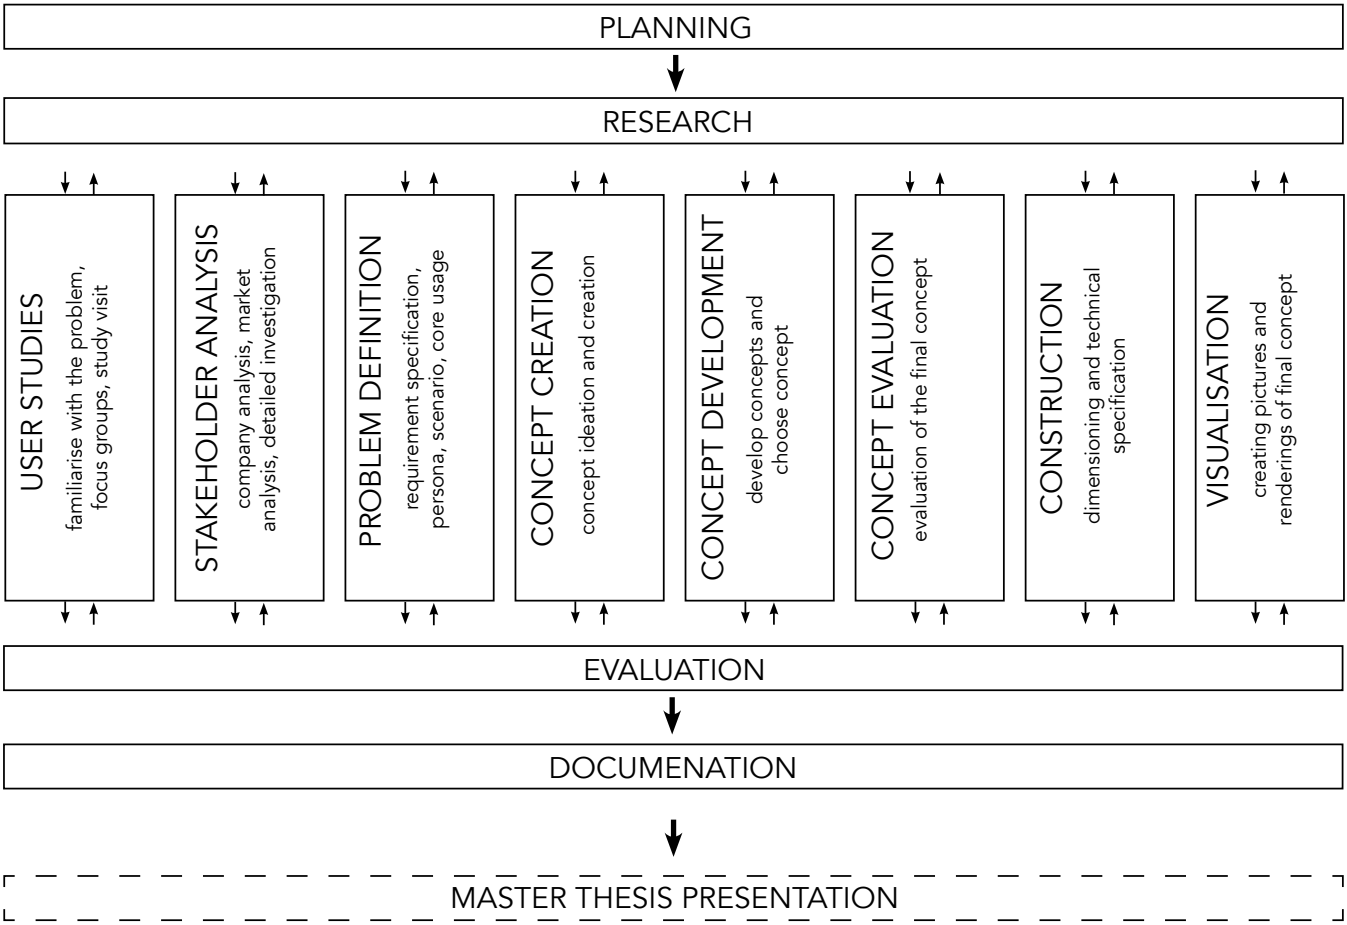 PLANNING
RESEARCH
USER STUDIES
familiarise with the problem,
focus groups, study visit
STAKEHOLDER ANALYSIS
company analysis, market
analysis, detailed investigation
PROBLEM DEFINITION
requirement specification,
persona, scenario, core usage
CONCEPT CREATION
concept ideation and creation
CONCEPT DEVELOPMENT
develop concepts and
choose concept
CONCEPT EVALUATION
evaluation of the final concept
CONSTRUCTION
dimensioning and technical
specification
VISUALISATION
creating pictures and
renderings of final concept
EVALUATION
DOCUMENATION
MASTER THESIS PRESENTATION